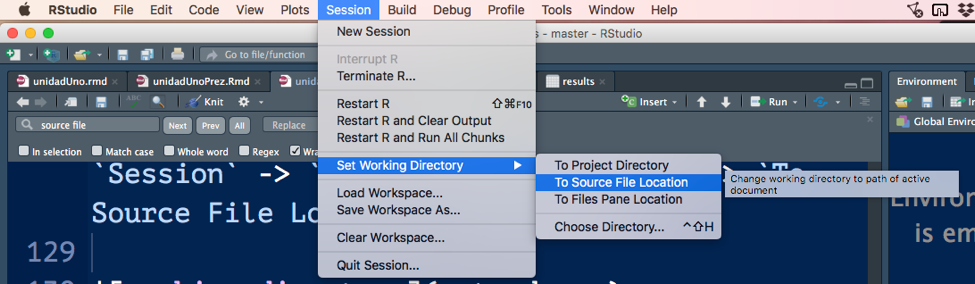 RStudio File Edit Code View Plots Session Build Debug Profile Tools Window Help
s - master - RStudio
Go to file/function
unidadUno.rmd unidadUnoPrez.Rmd unidad results
Environment
ABC Knit Insert Run
Global Enviro
source file Next Prev All Replace
In selection Match case Whole word Regex Wra
`Session` -> `
-> `To
Source File Lo
129
New Session
Interrupt R
Terminate R...
Restart R ⇧⌘F10
Restart R and Clear Output
Restart R and Run All Chunks
Set Working Directory
Load Workspace...
Save Workspace As...
Clear Workspace...
Quit Session...
To Project Directory
To Source File Location
To Files Pane Location
Choose Directory... ^⇧H
Change working directory to path of active
document
Environ
is em